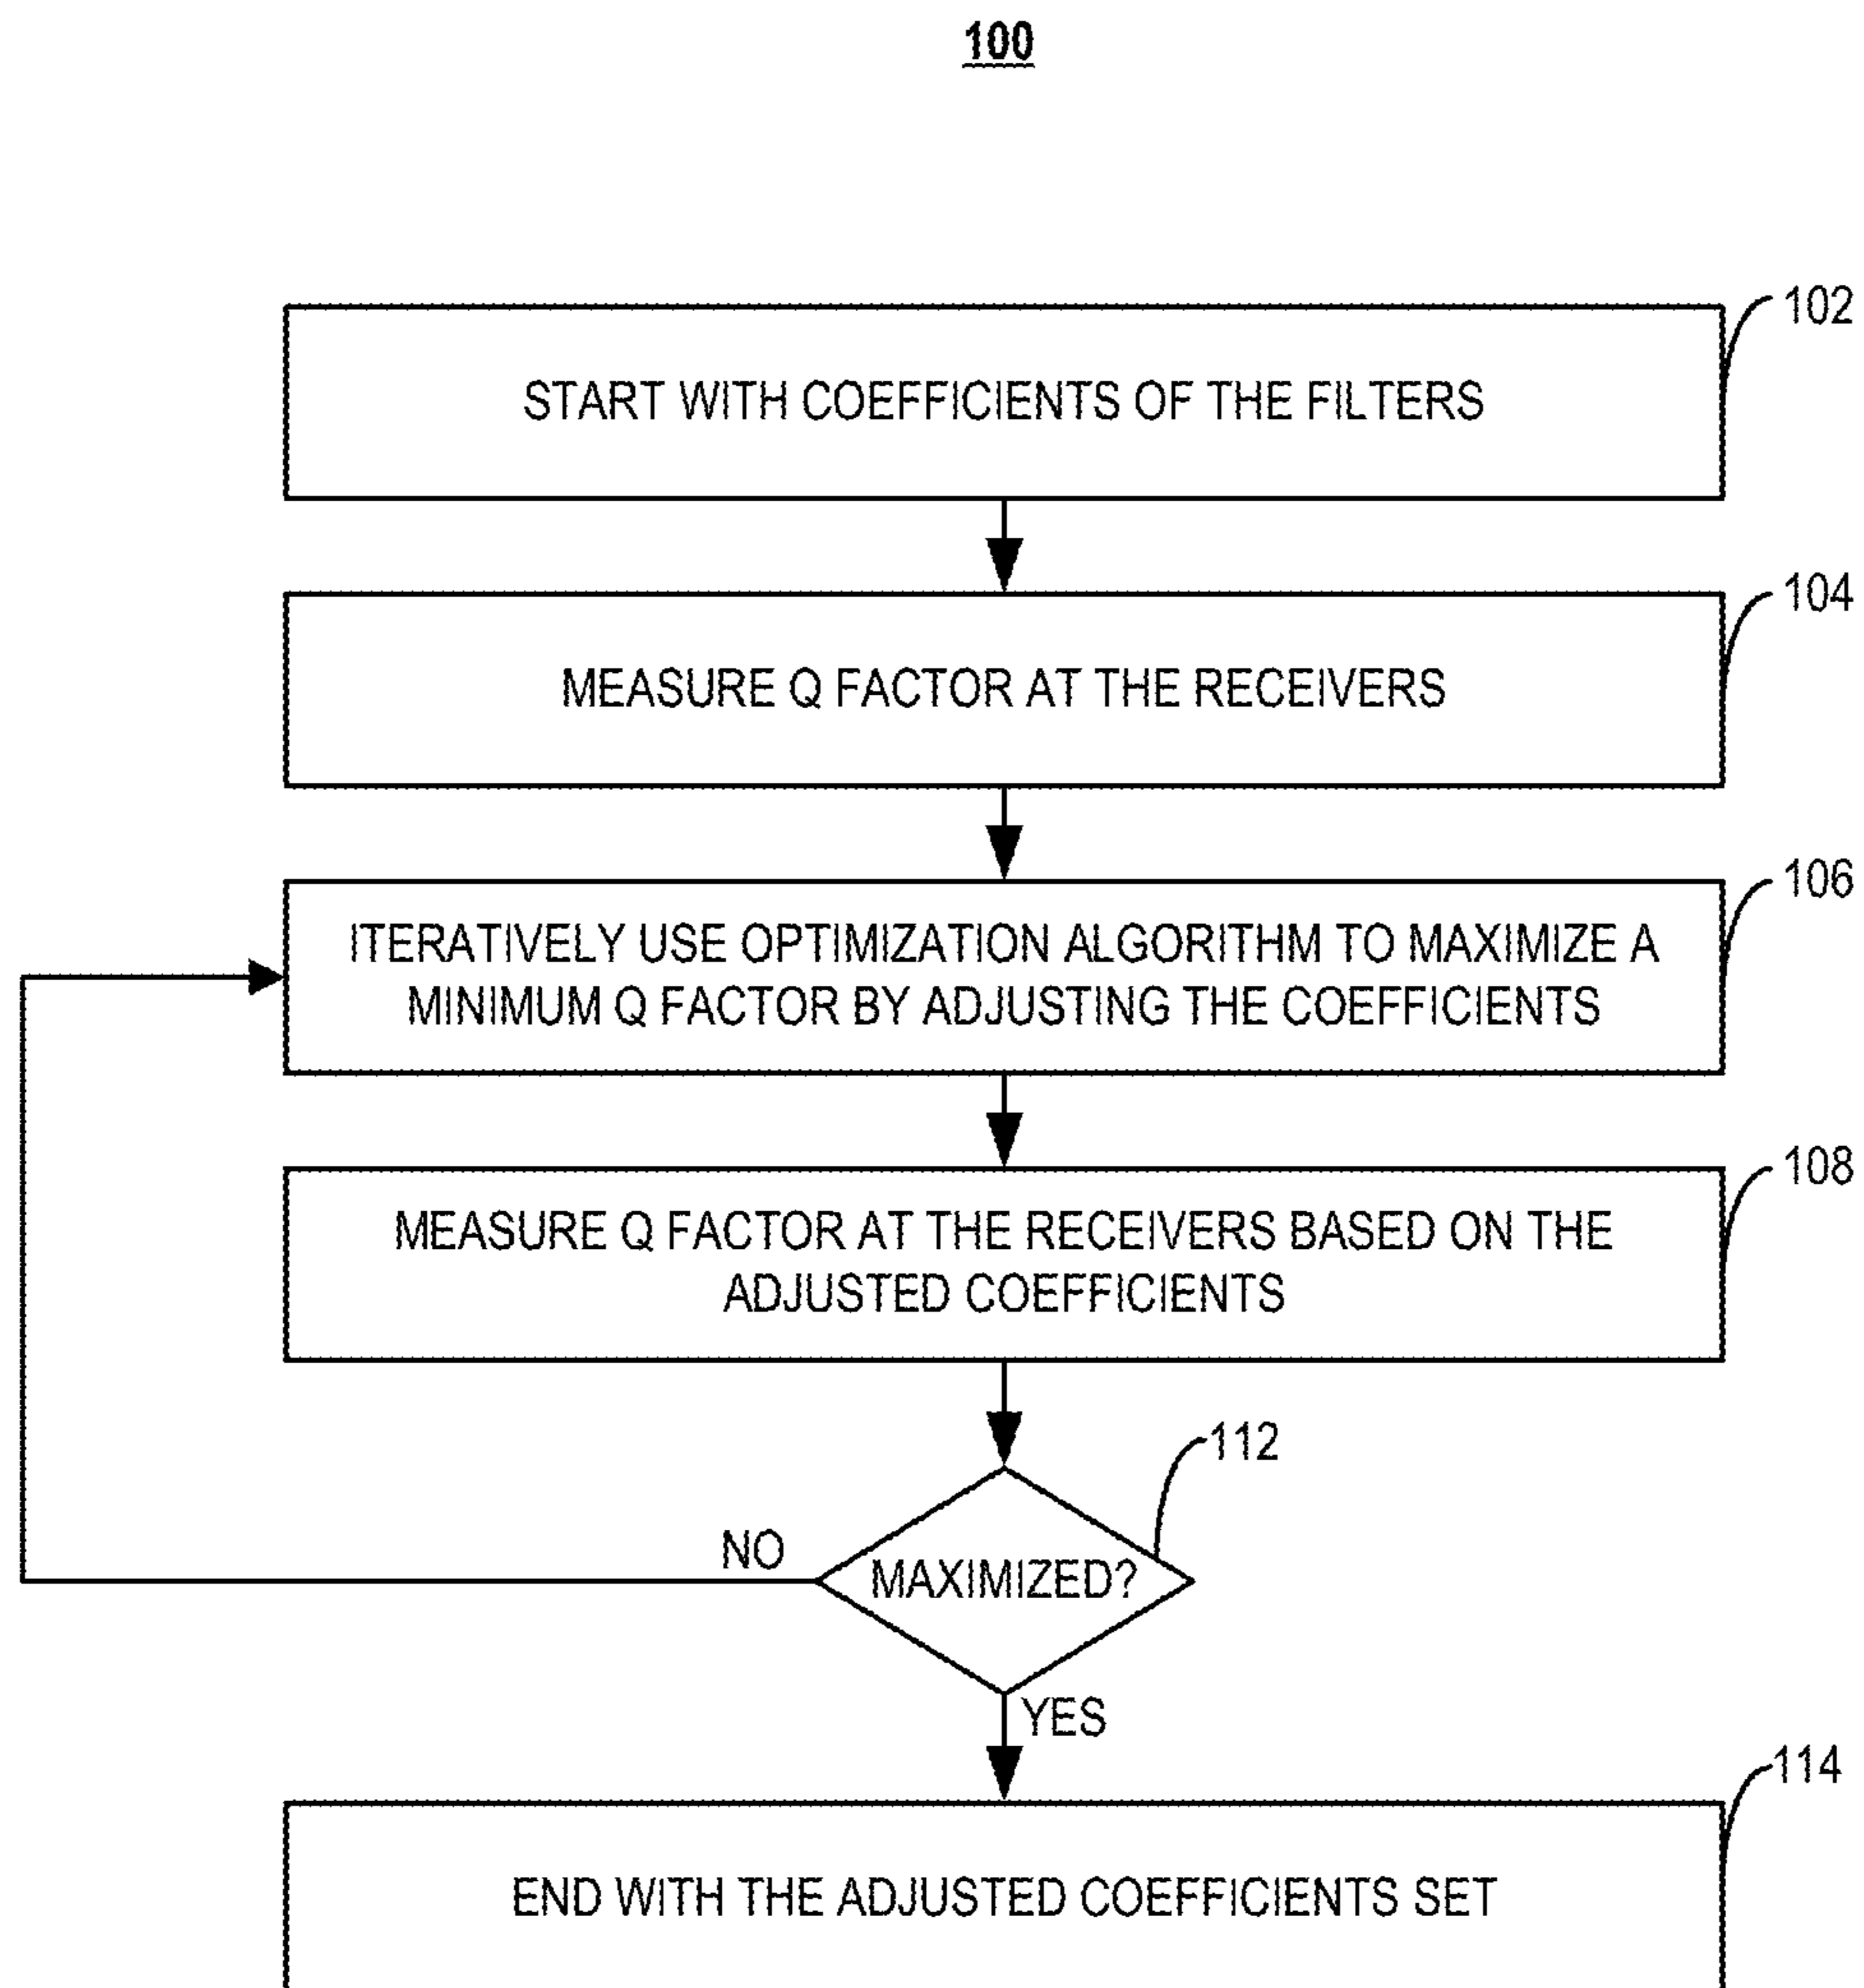 100
102
START WITH COEFFICIENTS OF THE FILTERS
104
MEASURE Q FACTOR AT THE RECEIVERS
106
ITERATIVELY USE OPTIMIZATION ALGORITHM TO MAXIMIZE A
MINIMUM Q FACTOR BY ADJUSTING THE COEFFICIENTS
108
MEASURE Q FACTOR AT THE RECEIVERS BASED ON THE
ADJUSTED COEFFICIENTS
112
NO
MAXIMIZED?
YES
114
END WITH THE ADJUSTED COEFFICIENTS SET